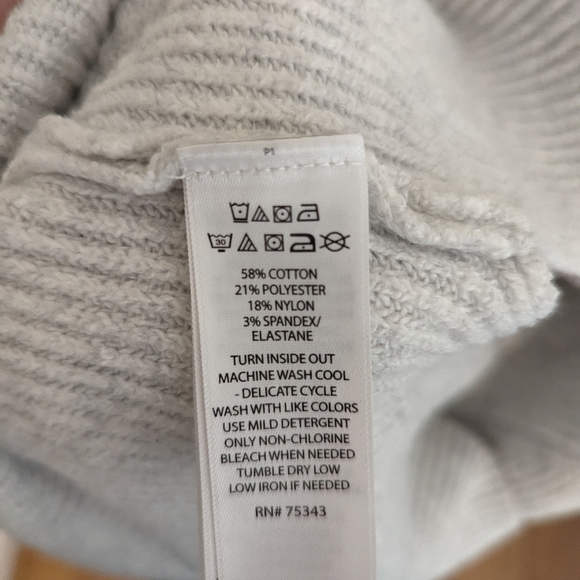 P1
30
58% COTTON
21% POLYESTER
18% NYLON
3% SPANDEX/
ELASTANE
TURN INSIDE OUT
MACHINE WASH COOL
- DELICATE CYCLE
WASH WITH LIKE COLORS
USE MILD DETERGENT
ONLY NON-CHLORINE
BLEACH WHEN NEEDED
TUMBLE DRY LOW
LOW IRON IF NEEDED
RN# 75343